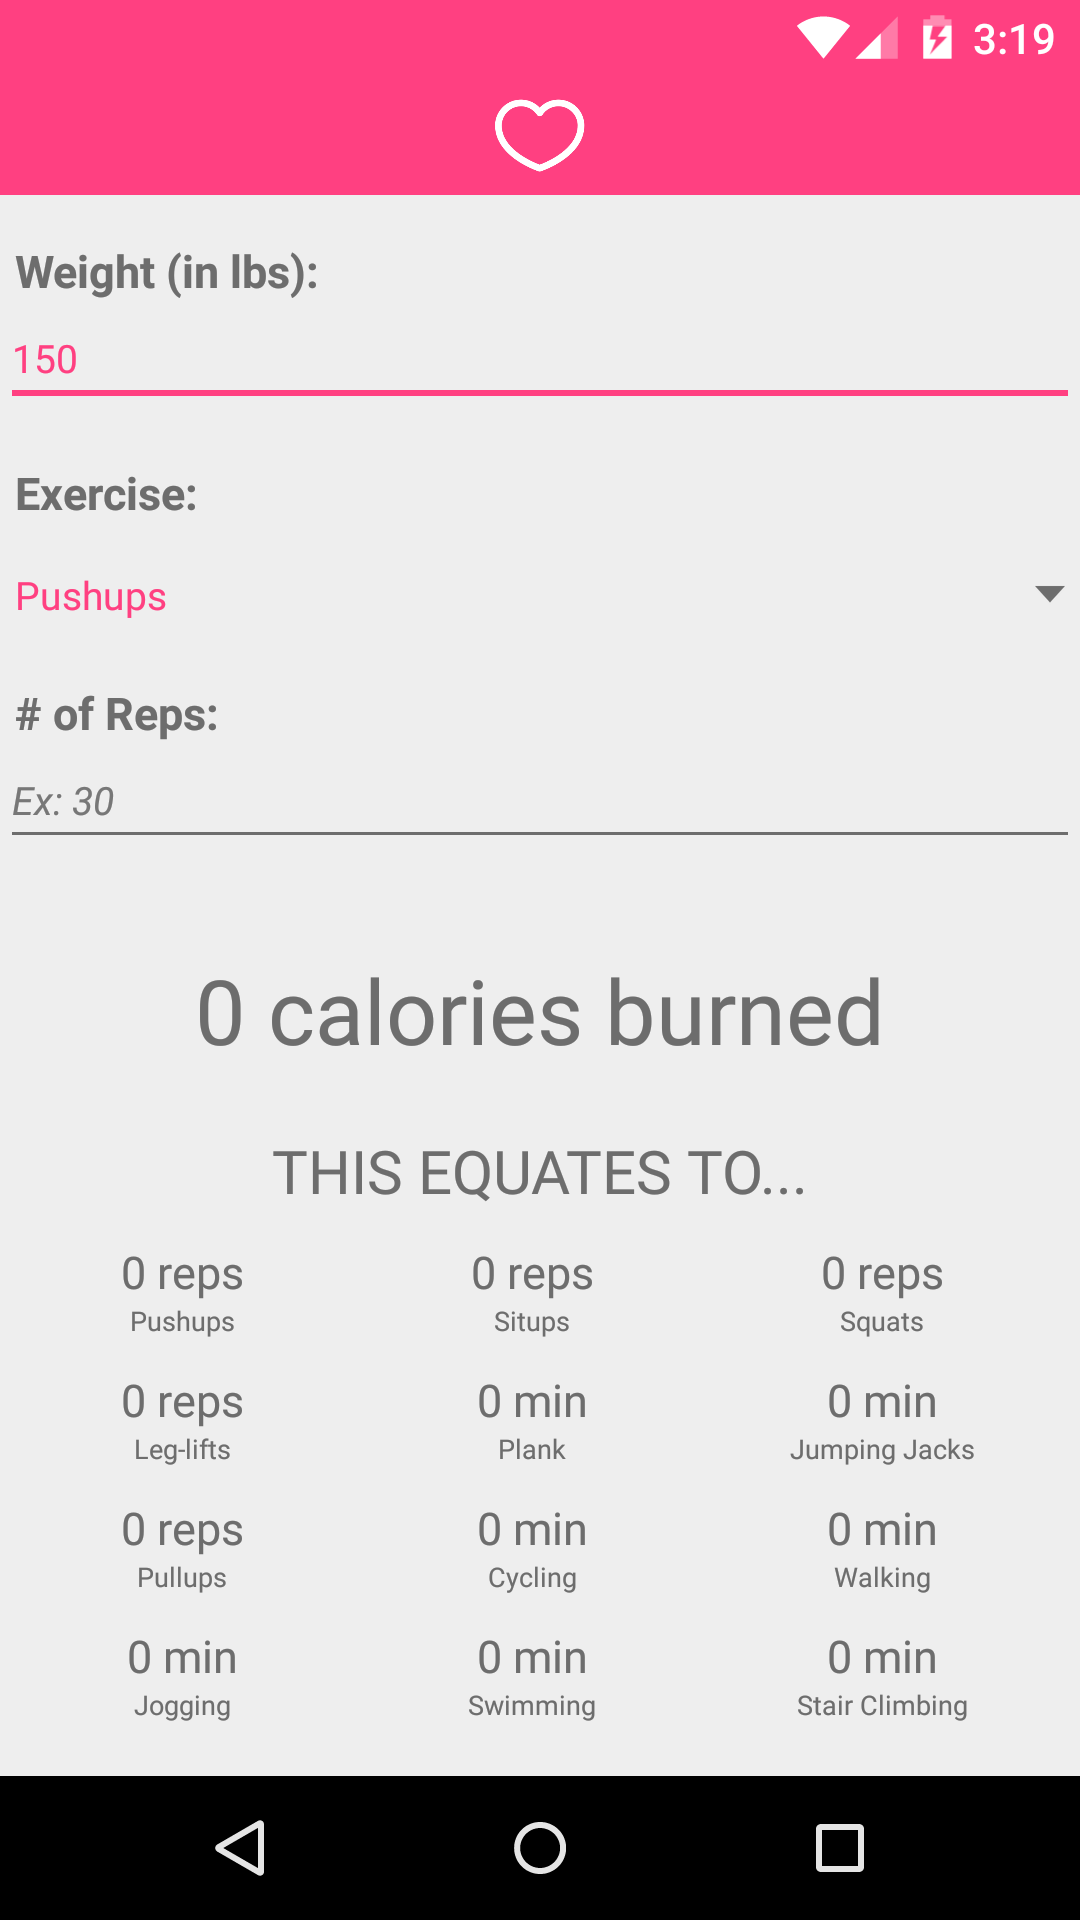 3:19
Weight (in lbs):
150
Exercise:
Pushups
# of Reps:
Ex: 30
0 calories burned
THIS EQUATES TO...
0 reps 0 reps 0 reps
Pushups Situps Squats
0 reps 0 min 0 min
Leg-lifts Plank Jumping Jacks
0 reps 0 min 0 min
Pullups Cycling Walking
0 min 0 min 0 min
Jogging Swimming Stair Climbing